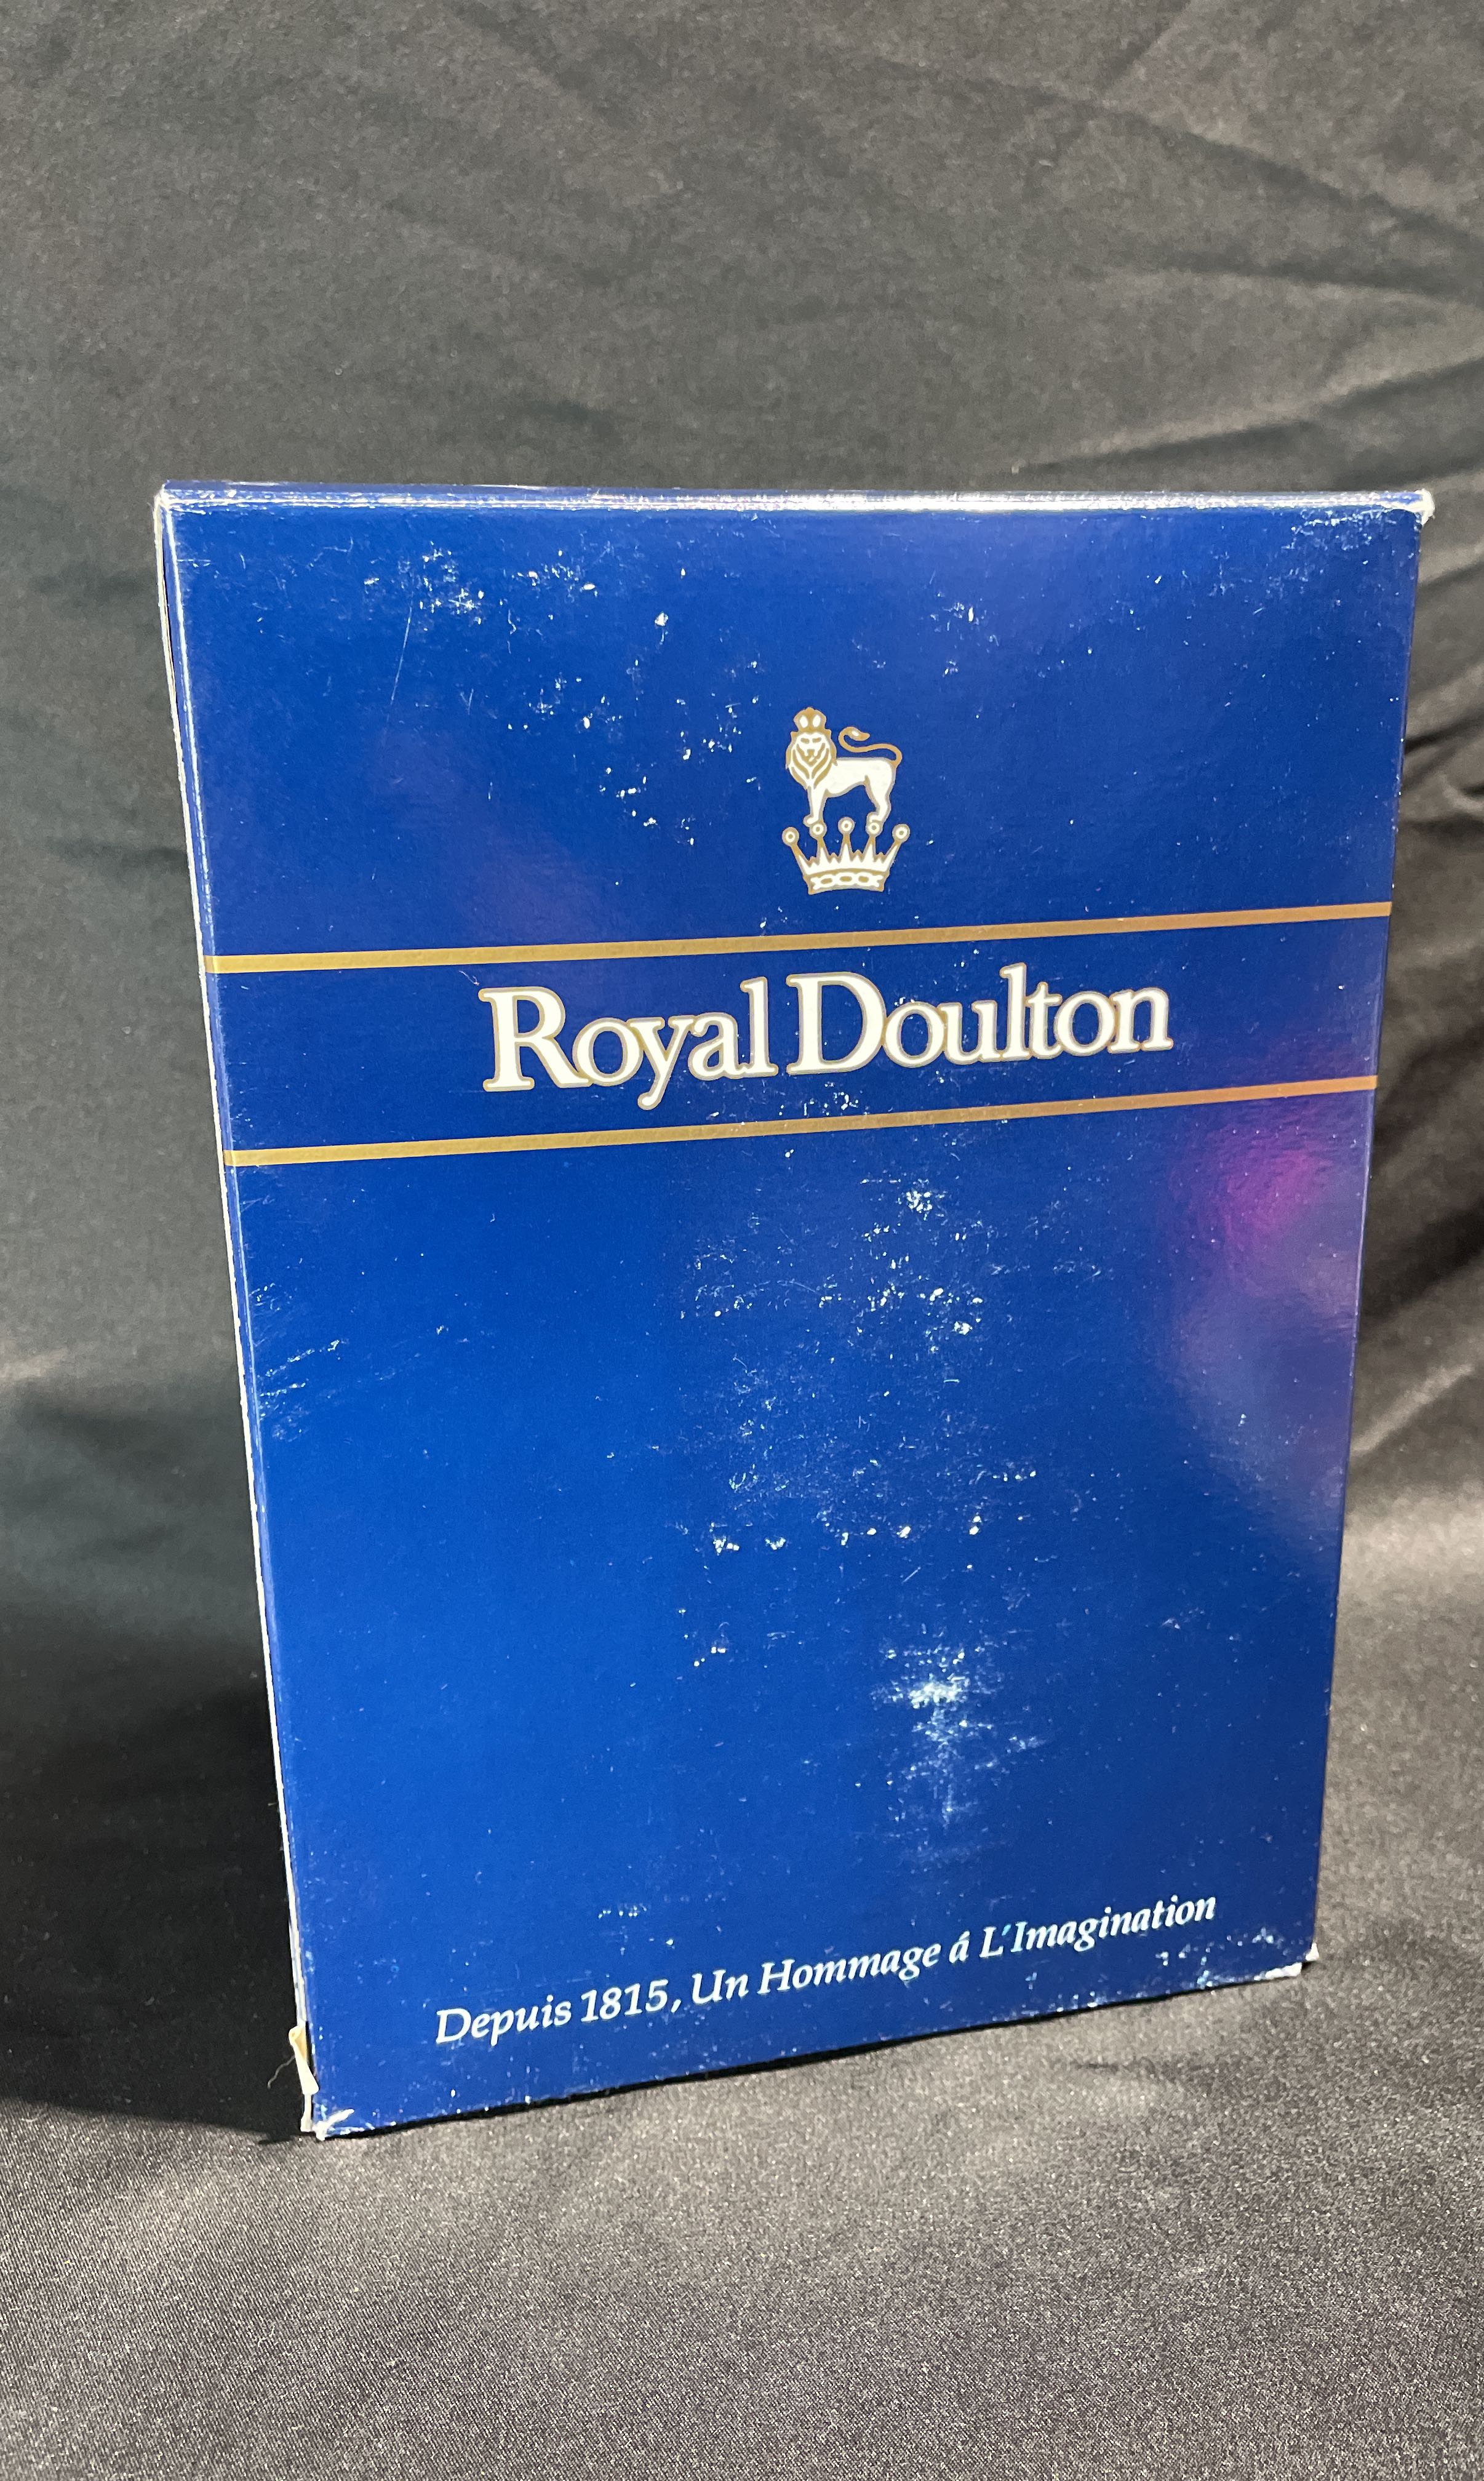 Royal Doulton
Depuis 1815, Un Hommage á L'Imagination